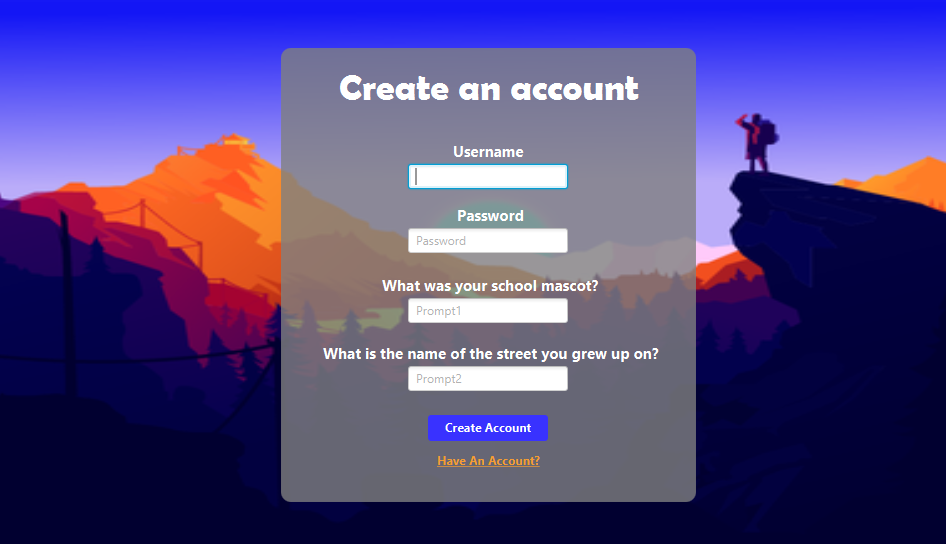 Create an account
Username
Password
Password
What was your school mascot?
Prompt1
What is the name of the street you grew up on?
Prompt2
Create Account
Have An Account?